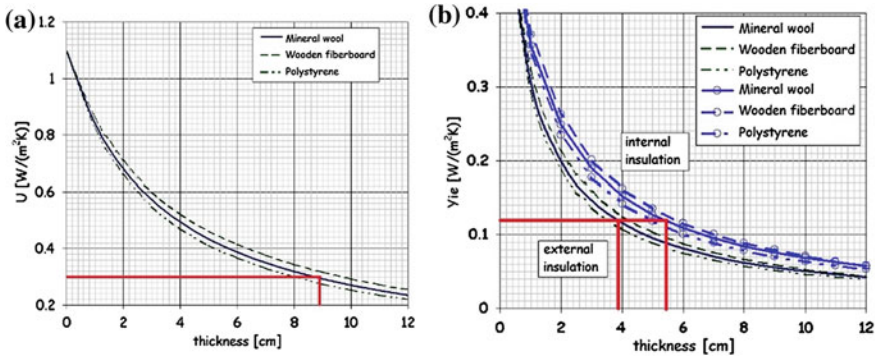 (a)
Mineral wool
Wooden fiberboard
Polystyrene
U [W/(m²K)]
1
0.8
0.6
0.4
0.2
0
2
4
6
8
10
12
thickness [cm]
(b)
Mineral wool
Wooden fiberboard
Polystyrene
Mineral wool
Wooden fiberboard
Polystyrene
internal
insulation
external
insulation
Yie [W/(m²K)]
0.4
0.3
0.2
0.1
0
0
2
4
6
8
10
12
thickness [cm]